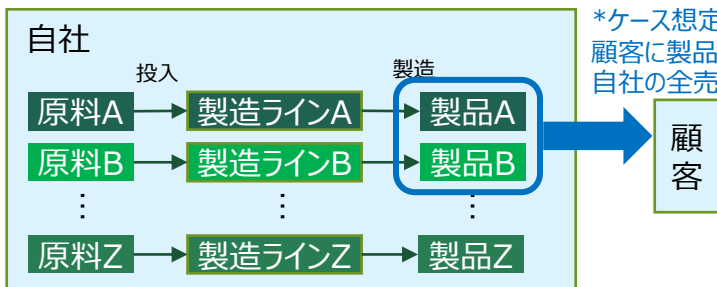 *ケース想定
顧客に製品
自社の全売
自社
投入
製造
原料A
製造ラインA
製品A
原料B
製造ラインB
製品B
⋮
⋮
⋮
原料Z
製造ラインZ
製品Z
顧
客